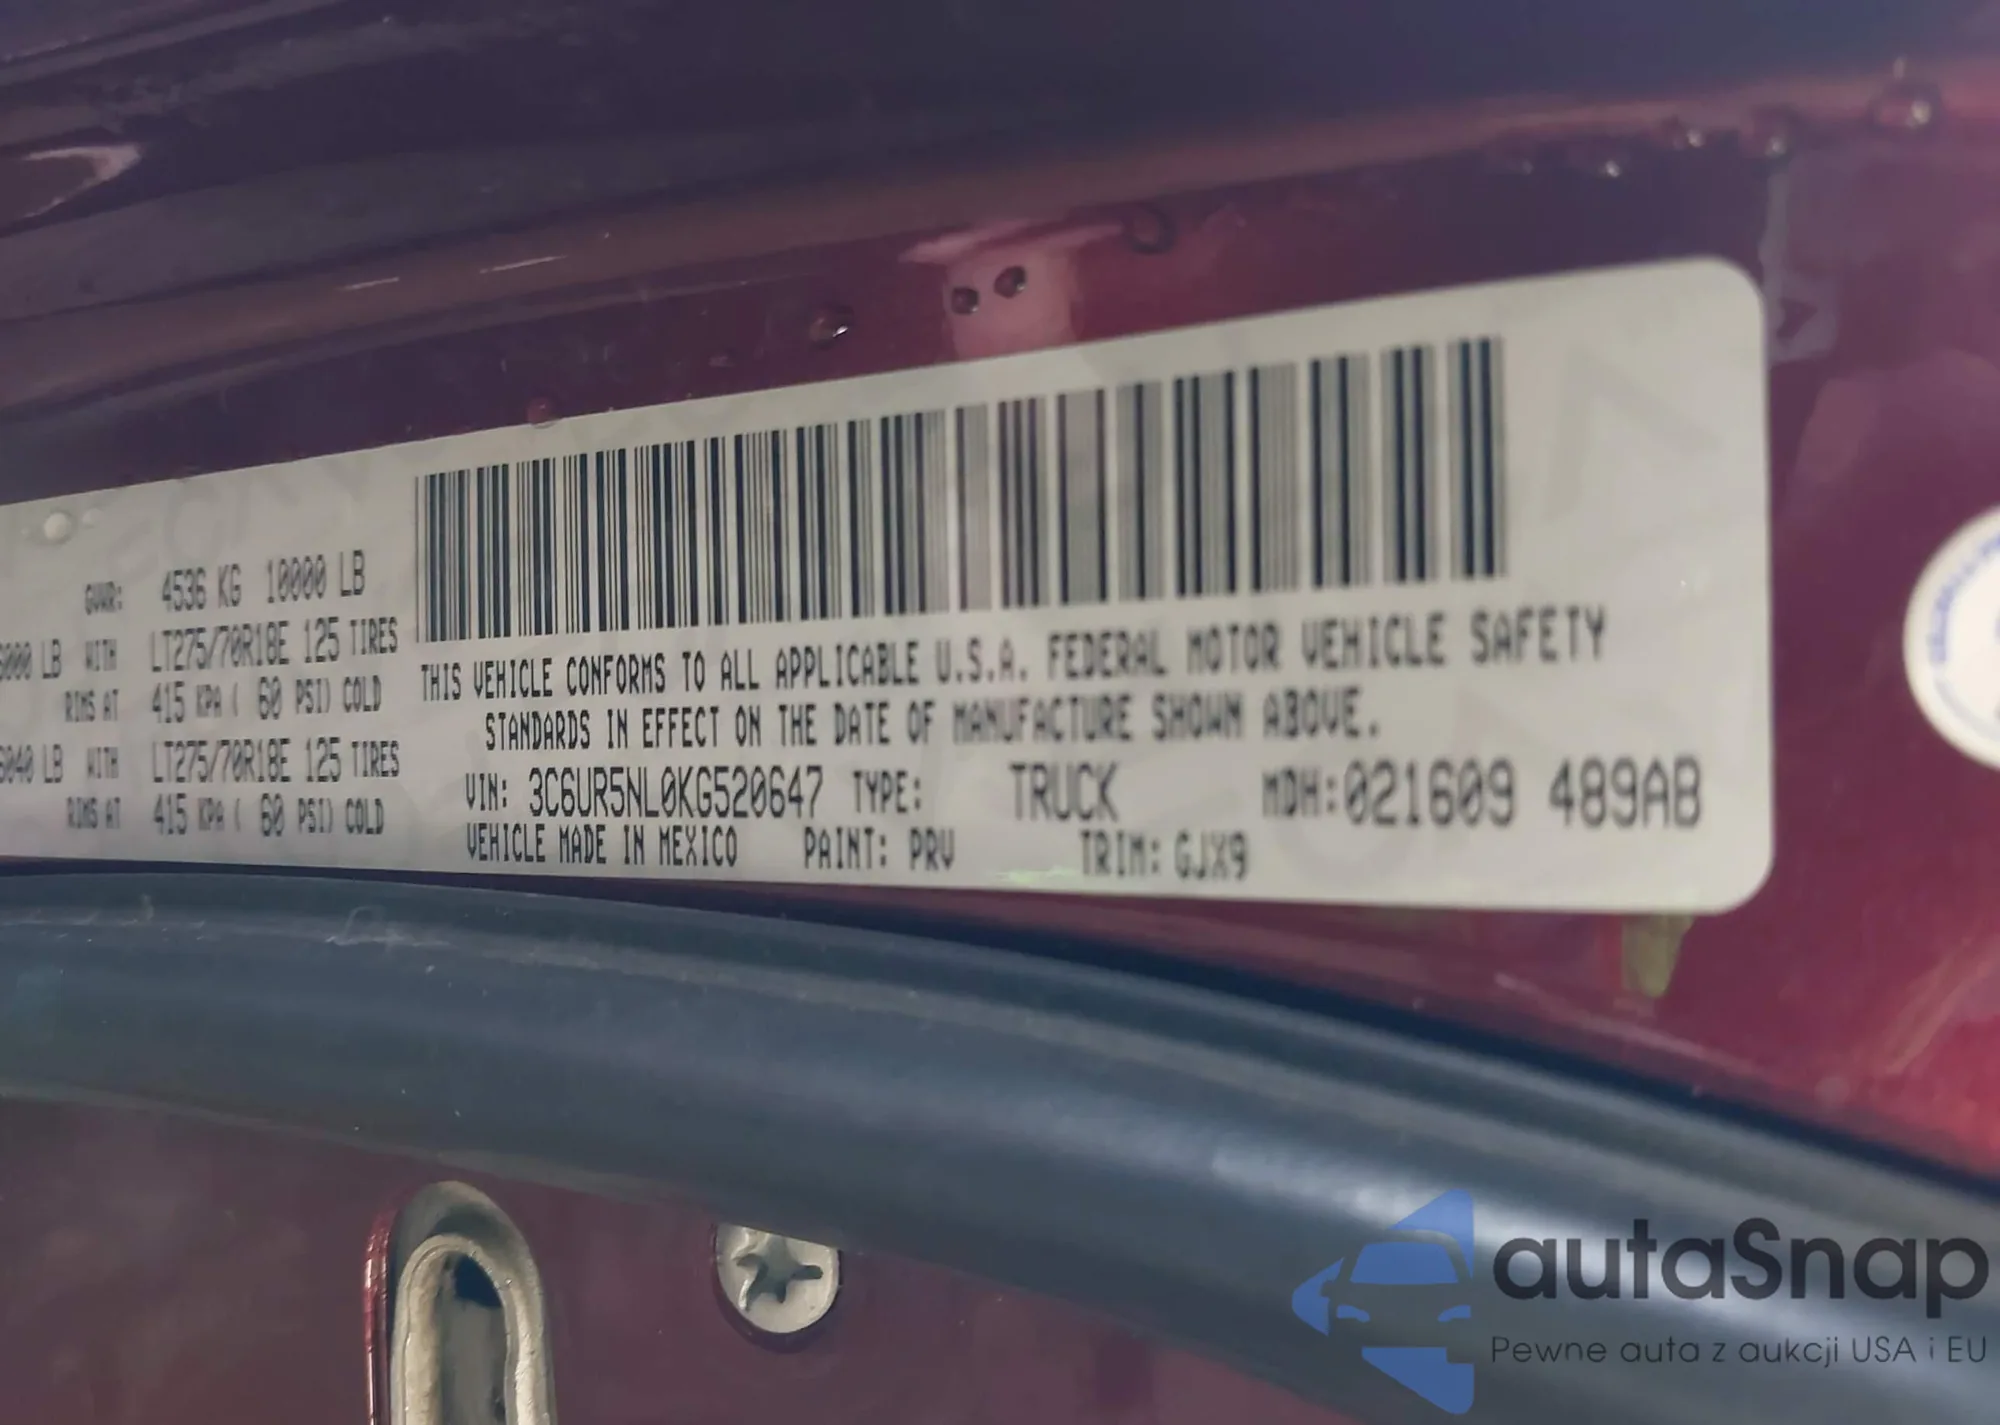 GVWR: 4536 KG 10000 LB
LB WITH LT275/70R18E 125 TIRES
RIMS AT 415 KPA ( 60 PSI) COLD
LB WITH LT275/70R18E 125 TIRES
RIMS AT 415 KPA ( 60 PSI) COLD
THIS VEHICLE CONFORMS TO ALL APPLICABLE U.S.A. FEDERAL MOTOR VEHICLE SAFETY
STANDARDS IN EFFECT ON THE DATE OF MANUFACTURE SHOWN ABOVE.
VIN: 3C6UR5NL0KG520647 TYPE: TRUCK MDH:021609 489AB
VEHICLE MADE IN MEXICO PAINT: PRV TRIM: GJX9
autaSnap
Pewne auta z aukcji USA i EU